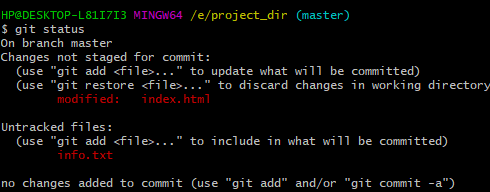 HP@DESKTOP-L81I7I3 MINGW64 /e/project_dir (master)
$ git status
On branch master
Changes not staged for commit:
  (use "git add <file>..." to update what will be committed)
  (use "git restore <file>..." to discard changes in working directory
        modified:   index.html

Untracked files:
  (use "git add <file>..." to include in what will be committed)
        info.txt

no changes added to commit (use "git add" and/or "git commit -a")